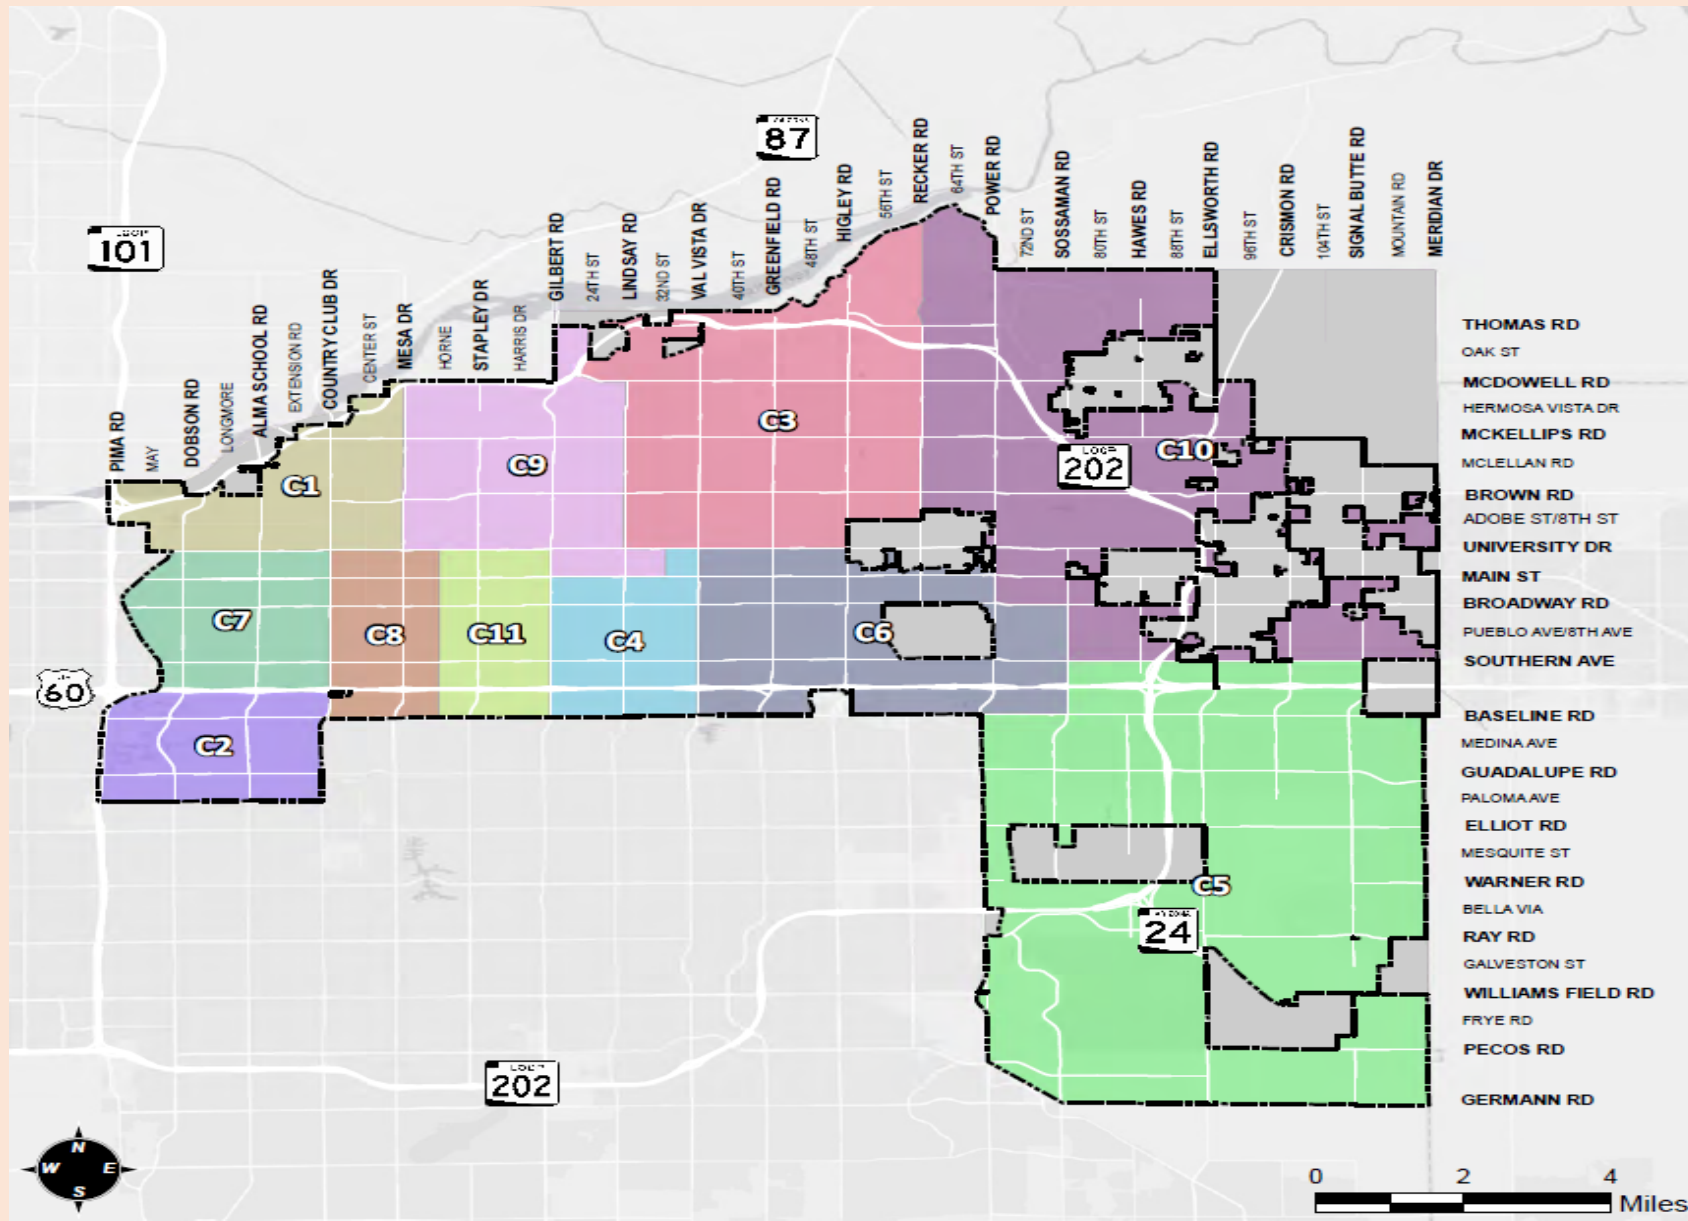 ARIZONA
87
LOOP
101
PIMA RD
MAY
DOBSON RD
LONGMORE
ALMA SCHOOL RD
EXTENSION RD
COUNTRY CLUB DR
CENTER ST
MESA DR
HORNE
STAPLEY DR
HARRIS DR
GILBERT RD
24TH ST
LINDSAY RD
32ND ST
VAL VISTA DR
40TH ST
GREENFIELD RD
48TH ST
HIGLEY RD
56TH ST
RECKER RD
64TH ST
POWER RD
72ND ST
SOSSAMAN RD
80TH ST
HAWES RD
88TH ST
ELLSWORTH RD
96TH ST
CRISMON RD
104TH ST
SIGNAL BUTTE RD
MOUNTAIN RD
MERIDIAN DR
THOMAS RD
OAK ST
MCDOWELL RD
HERMOSA VISTA DR
MCKELLIPS RD
MCLELLAN RD
BROWN RD
ADOBE ST/8TH ST
UNIVERSITY DR
MAIN ST
BROADWAY RD
PUEBLO AVE/8TH AVE
SOUTHERN AVE
BASELINE RD
MEDINA AVE
GUADALUPE RD
PALOMA AVE
ELLIOT RD
MESQUITE ST
WARNER RD
BELLA VIA
RAY RD
GALVESTON ST
WILLIAMS FIELD RD
FRYE RD
PECOS RD
GERMANN RD
C3
C10
C9
LOOP
202
C1
C7
C8
C11
C4
C6
60
C2
C5
ARIZONA
24
LOOP
202
N
W E
S
0 2 4
Miles